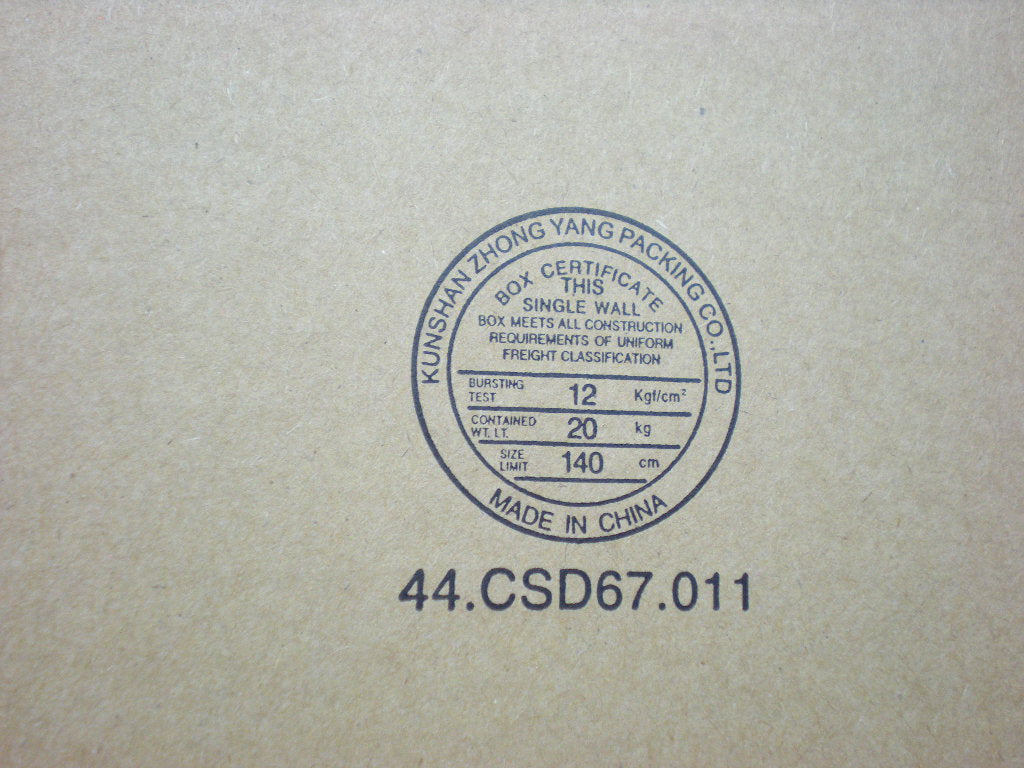 KUNSHAN ZHONG YANG PACKING CO.,LTD
BOX CERTIFICATE
THIS
SINGLE WALL
BOX MEETS ALL CONSTRUCTION
REQUIREMENTS OF UNIFORM
FREIGHT CLASSIFICATION
BURSTING TEST 12 Kgf/cm²
CONTAINED WT. LT. 20 kg
SIZE LIMIT 140 cm
MADE IN CHINA
44.CSD67.011